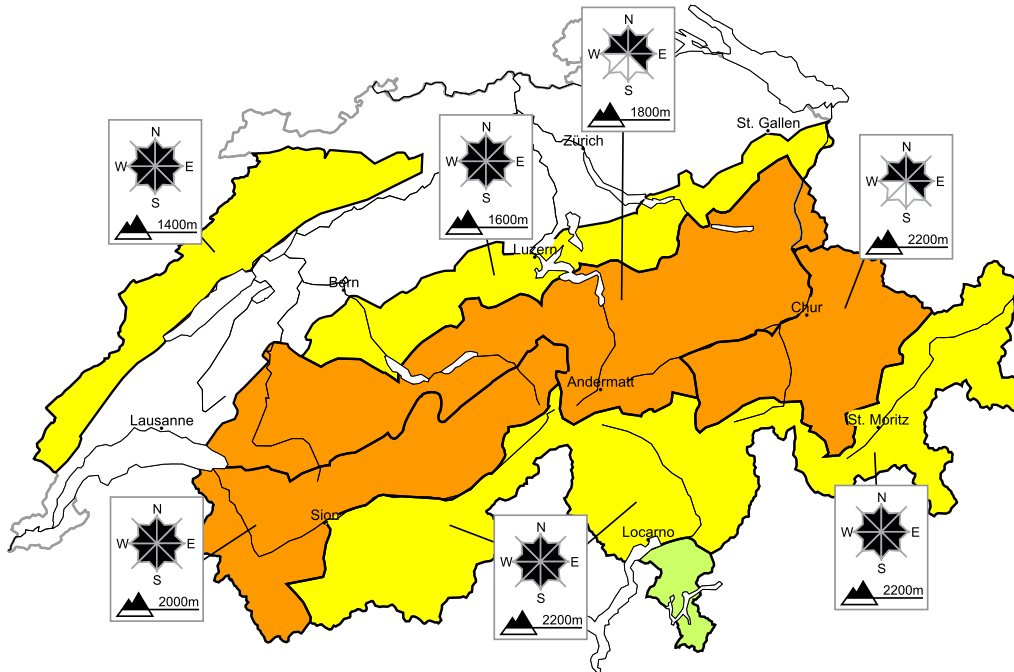 N
W E
S
1800m
St. Gallen
Zürich
N
W E
S
1400m
N
W E
S
1600m
N
W E
S
2200m
Luzern
Bern
Chur
Andermatt
Lausanne
St. Moritz
Sion
Locarno
N
W E
S
2000m
N
W E
S
2200m
N
W E
S
2200m